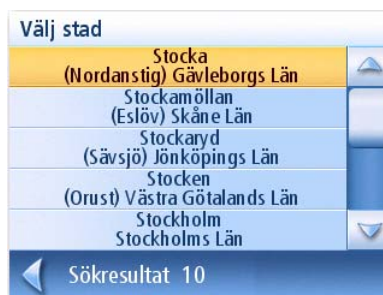 Välj stad
Stocka
(Nordanstig) Gävleborgs Län
Stockamöllan
(Eslöv) Skåne Län
Stockaryd
(Sävsjö) Jönköpings Län
Stocken
(Orust) Västra Götalands Län
Stockholm
Stockholms Län
Sökresultat 10